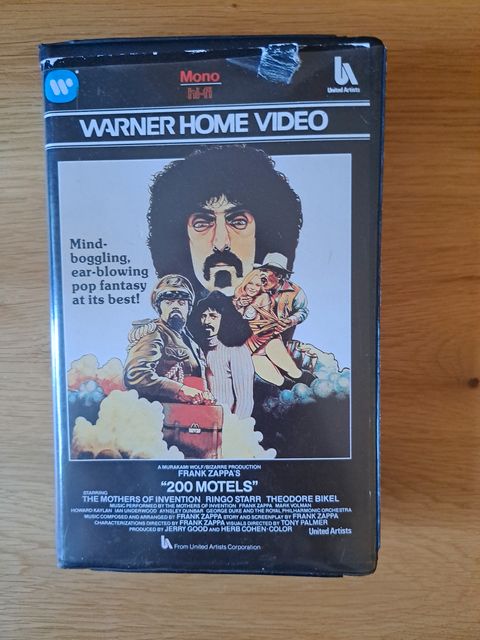 Mono
hi-fi
United Artists
WARNER HOME VIDEO
Mind-
boggling,
ear-blowing
pop fantasy
at its best!
A MURAKAMI WOLF/BIZARRE PRODUCTION
FRANK ZAPPA'S
"200 MOTELS"
STARRING
THE MOTHERS OF INVENTION RINGO STARR THEODORE BIKEL
MUSIC PERFORMED BY THE MOTHERS OF INVENTION FRANK ZAPPA MARK VOLMAN
HOWARD KAYLAN IAN UNDERWOOD AYNSLEY DUNBAR GEORGE DUKE AND THE ROYAL PHILHARMONIC ORCHESTRA
MUSIC COMPOSED AND ARRANGED BY FRANK ZAPPA STORY AND SCREENPLAY BY FRANK ZAPPA
CHARACTERIZATIONS DIRECTED BY FRANK ZAPPA VISUALS DIRECTED BY TONY PALMER
PRODUCED BY JERRY GOOD and HERB COHEN·COLOR United Artists
From United Artists Corporation